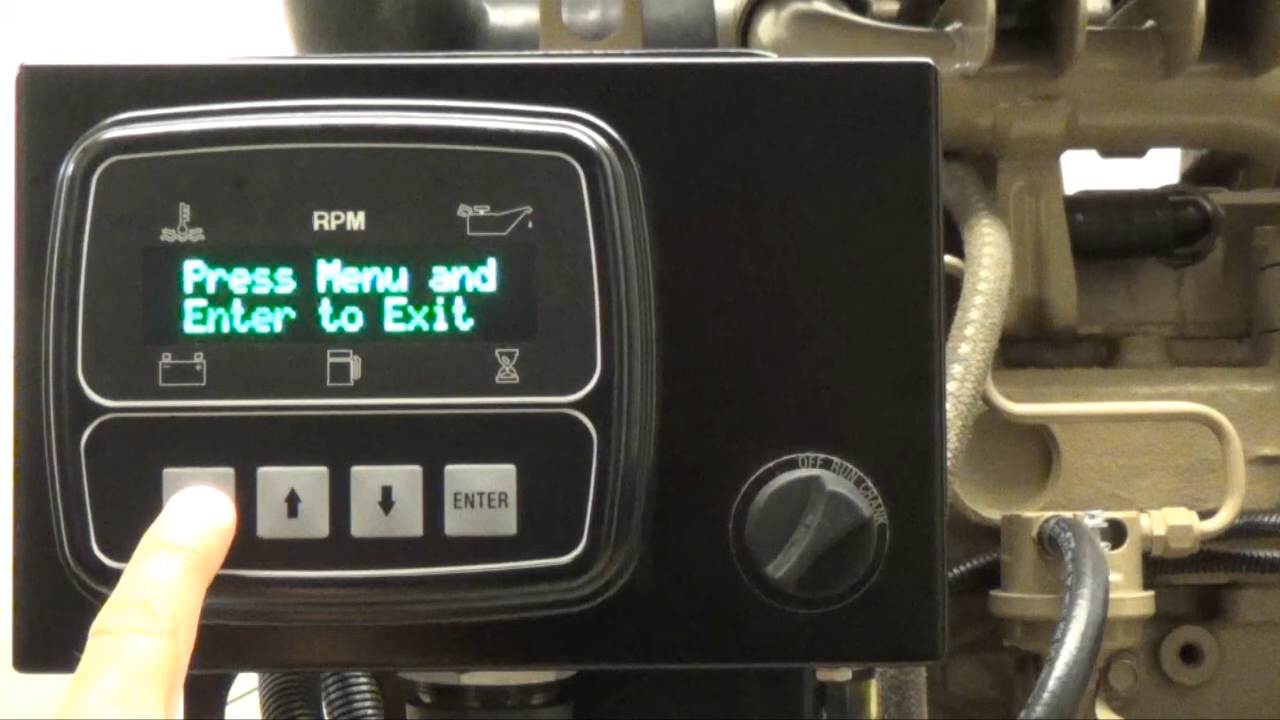 RPM
Press Menu and
Enter to Exit
ENTER
OFF RUN CRANK